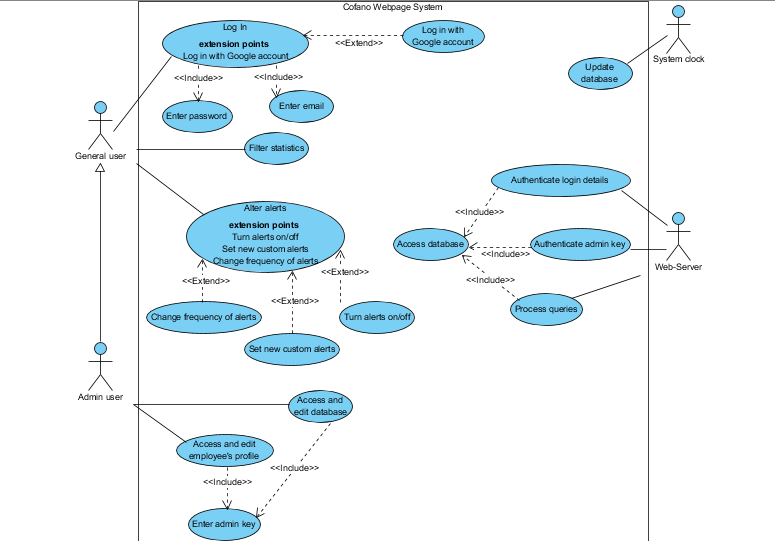 Cofano Webpage System
Log In
extension points
Log in with Google account
<<Extend>>
Log in with
Google account
System clock
Update
database
<<Include>>
<<Include>>
Enter password
Enter email
General user
Filter statistics
Authenticate login details
Alter alerts
extension points
Turn alerts on/off
Set new custom alerts
Change frequency of alerts
<<Include>>
Access database
Authenticate admin key
<<Include>>
Web-Server
<<Extend>>
<<Extend>>
<<Extend>>
<<Include>>
Change frequency of alerts
Turn alerts on/off
Process queries
Set new custom alerts
Admin user
Access and
edit database
Access and edit
employee's profile
<<Include>>
<<Include>>
Enter admin key